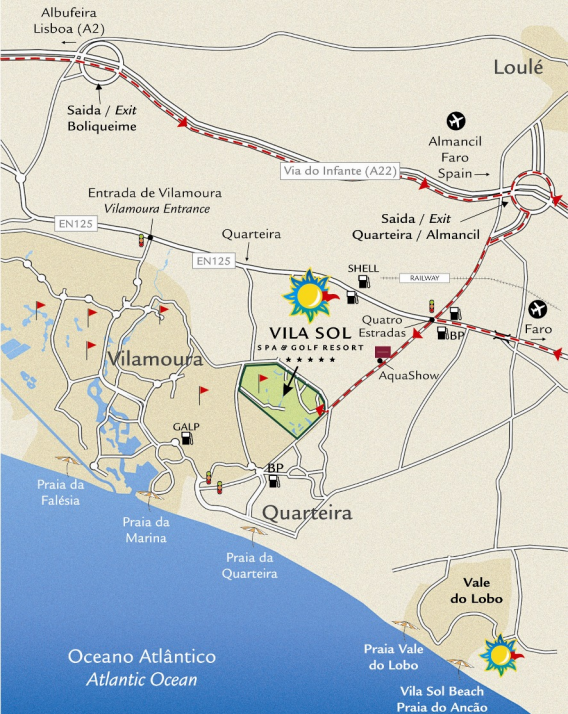 Albufeira
Lisboa (A2)
Loulé
Saida / Exit
Boliqueime
Almancil
Faro
Spain
Via do Infante (A22)
Entrada de Vilamoura
Vilamoura Entrance
Saida / Exit
Quarteira / Almancil
EN125
Quarteira
EN125
SHELL
RAILWAY
VILA SOL
SPA & GOLF RESORT
Quatro
Estradas
BP
Faro
Vilamoura
AquaShow
GALP
BP
Praia da
Falésia
Quarteira
Praia da
Marina
Praia da
Quarteira
Vale
do Lobo
Praia Vale
do Lobo
Oceano Atlântico
Atlantic Ocean
Vila Sol Beach
Praia do Ancão